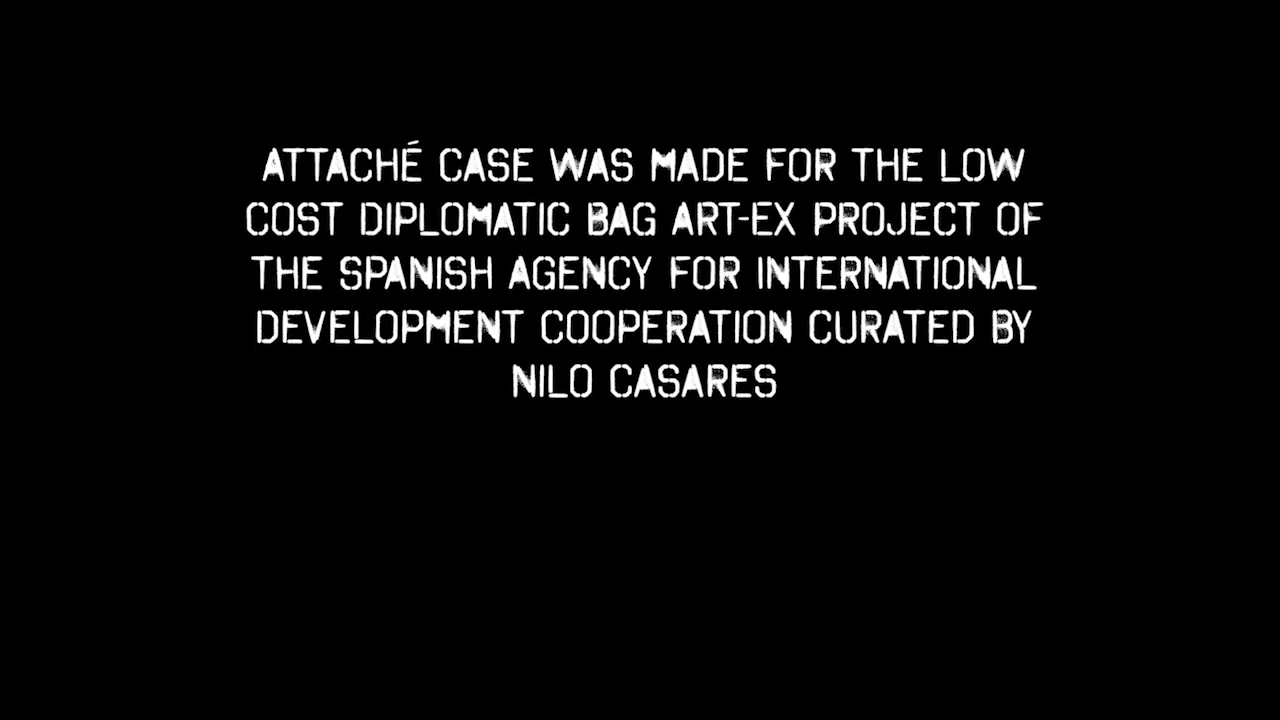 ATTACHÉ CASE WAS MADE FOR THE LOW
COST DIPLOMATIC BAG ART-EX PROJECT OF
THE SPANISH AGENCY FOR INTERNATIONAL
DEVELOPMENT COOPERATION CURATED BY
NILO CASARES